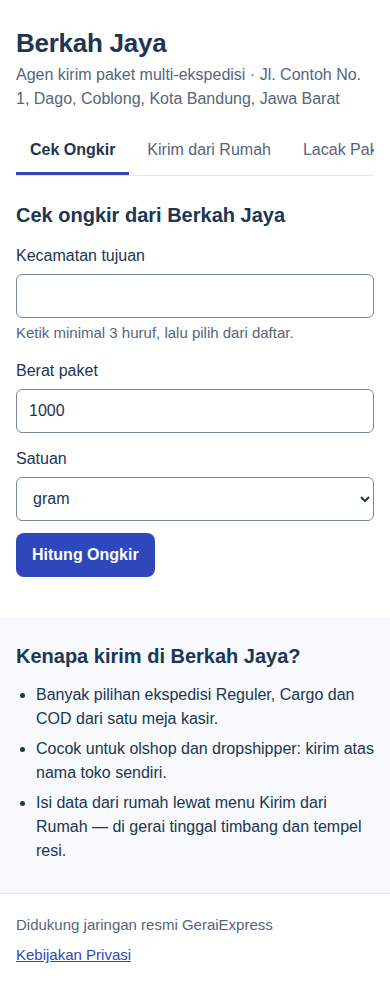 Berkah Jaya
Agen kirim paket multi-ekspedisi · Jl. Contoh No.
1, Dago, Coblong, Kota Bandung, Jawa Barat
Cek Ongkir Kirim dari Rumah Lacak Pak
Cek ongkir dari Berkah Jaya
Kecamatan tujuan
Ketik minimal 3 huruf, lalu pilih dari daftar.
Berat paket
1000
Satuan
gram
Hitung Ongkir
Kenapa kirim di Berkah Jaya?
• Banyak pilihan ekspedisi Reguler, Cargo dan
COD dari satu meja kasir.
• Cocok untuk olshop dan dropshipper: kirim atas
nama toko sendiri.
• Isi data dari rumah lewat menu Kirim dari
Rumah — di gerai tinggal timbang dan tempel
resi.
Didukung jaringan resmi GeraiExpress
Kebijakan Privasi